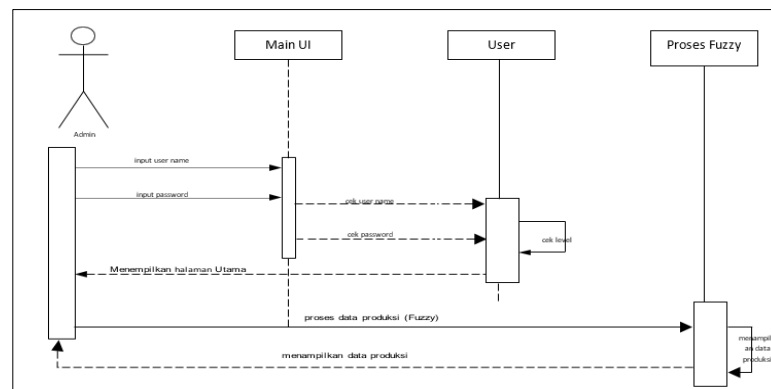 Main UI
User
Proses Fuzzy
Admin
input user name
input password
cek user name
cek password
cek level
Menempilkan halaman Utama
proses data produksi (Fuzzy)
menampilkan data produksi
menampil
an data
produksi